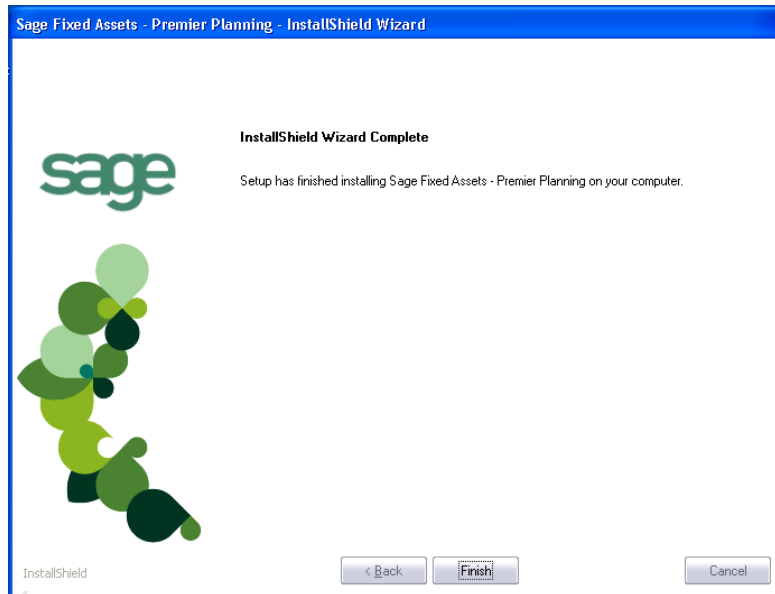 Sage Fixed Assets - Premier Planning - InstallShield Wizard
InstallShield Wizard Complete
sage
Setup has finished installing Sage Fixed Assets - Premier Planning on your computer.
InstallShield
< Back
Finish
Cancel